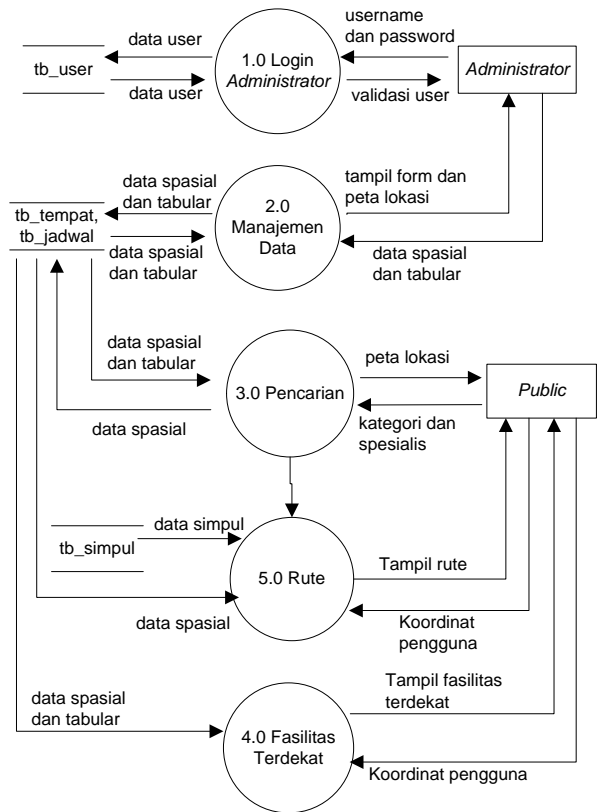 username
dan password
data user
1.0 Login
Administrator
tb_user
Administrator
data user
validasi user
data spasial
dan tabular
tampil form dan
peta lokasi
2.0
Manajemen
Data
tb_tempat,
tb_jadwal
data spasial
dan tabular
data spasial
dan tabular
data spasial
dan tabular
peta lokasi
3.0 Pencarian
Public
kategori dan
spesialis
data spasial
data simpul
tb_simpul
5.0 Rute
Tampil rute
data spasial
Koordinat
pengguna
Tampil fasilitas
terdekat
data spasial
dan tabular
4.0 Fasilitas
Terdekat
Koordinat pengguna